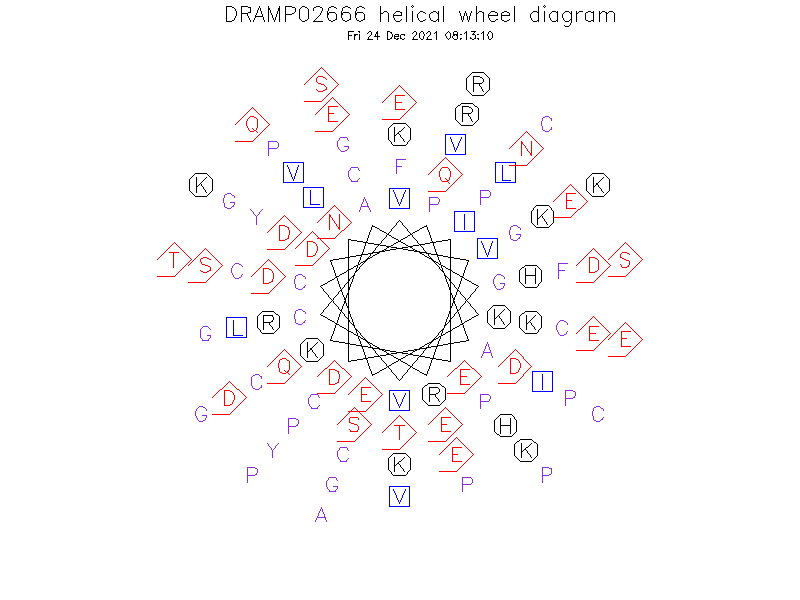 DRAMP02666 helical wheel diagram
Fri 24 Dec 2021 08:13:10
S R
E
E R
Q C
K
G V
P N
F
V C Q L
K K
L V P
G E
A P
Y N I K
D G
D V
T S
S D
C F
D H
C G
C K
R K
L C
G E
E
K A
Q D
D E
C I
E R
D P
C V P
G C
P S E H
T
Y K
C E
K
P P
G P
V
A